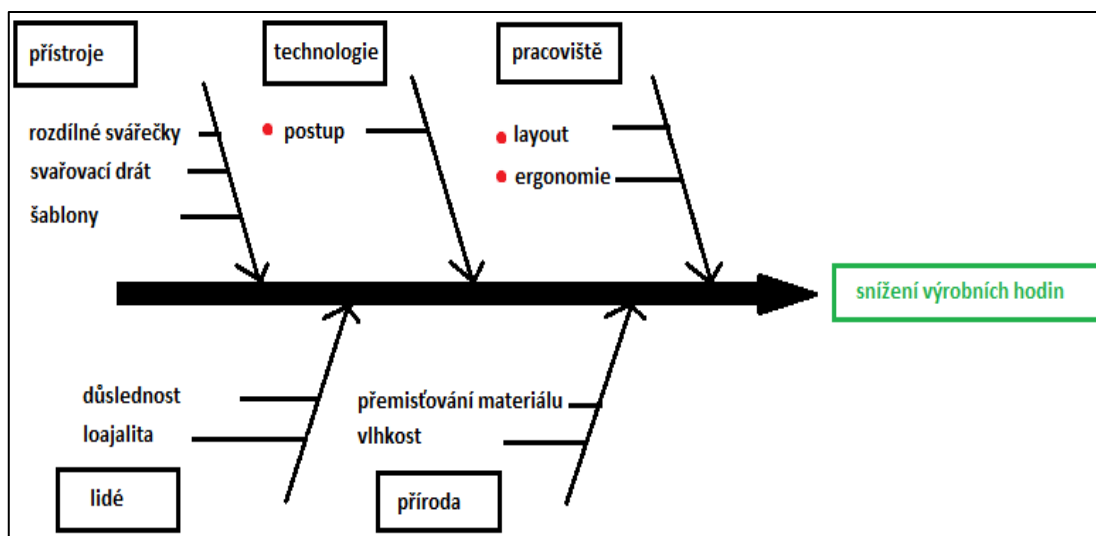 přístroje
technologie
pracoviště
rozdílné svářečky
svařovací drát
šablony
postup
layout
ergonomie
snížení výrobních hodin
důslednost
loajalita
přemisťování materiálu
vlhkost
lidé
příroda